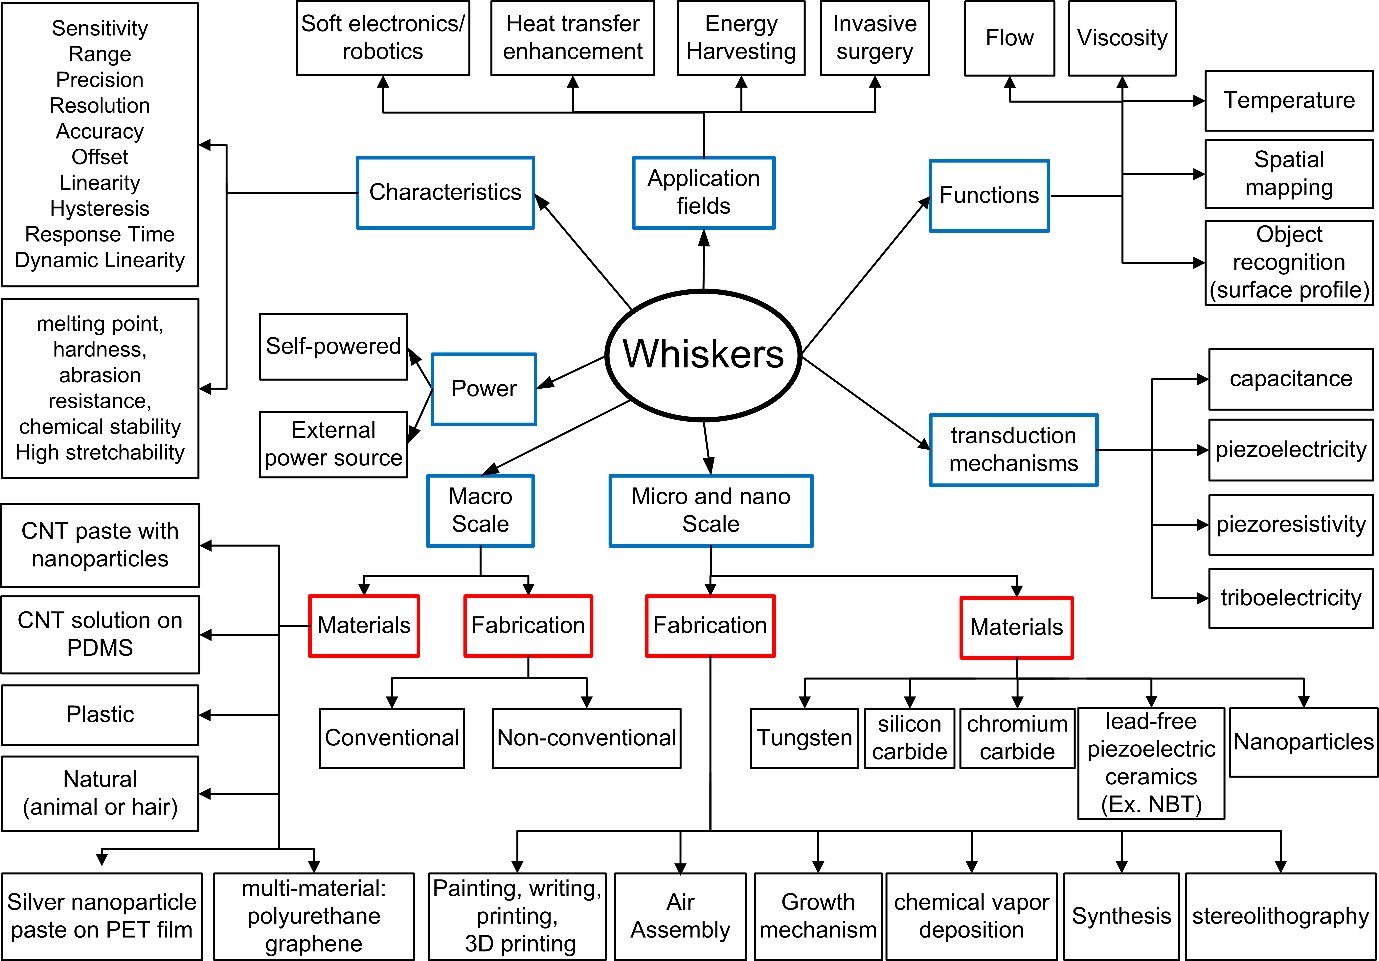 Sensitivity
Range
Precision
Resolution
Accuracy
Offset
Linearity
Hysteresis
Response Time
Dynamic Linearity
Soft electronics/
robotics
Heat transfer
enhancement
Energy
Harvesting
Invasive
surgery
Flow
Viscosity
Temperature
Spatial
mapping
Object
recognition
(surface profile)
Characteristics
Application
fields
Functions
melting point,
hardness,
abrasion
resistance,
chemical stability
High stretchability
Self-powered
External
power source
Power
Whiskers
transduction
mechanisms
capacitance
piezoelectricity
piezoresistivity
triboelectricity
Macro
Scale
Micro and nano
Scale
CNT paste with
nanoparticles
CNT solution on
PDMS
Plastic
Natural
(animal or hair)
Silver nanoparticle
paste on PET film
multi-material:
polyurethane
graphene
Materials
Fabrication
Fabrication
Materials
Conventional
Non-conventional
Tungsten
silicon
carbide
chromium
carbide
lead-free
piezoelectric
ceramics
(Ex. NBT)
Nanoparticles
Painting, writing,
printing,
3D printing
Air
Assembly
Growth
mechanism
chemical vapor
deposition
Synthesis
stereolithography